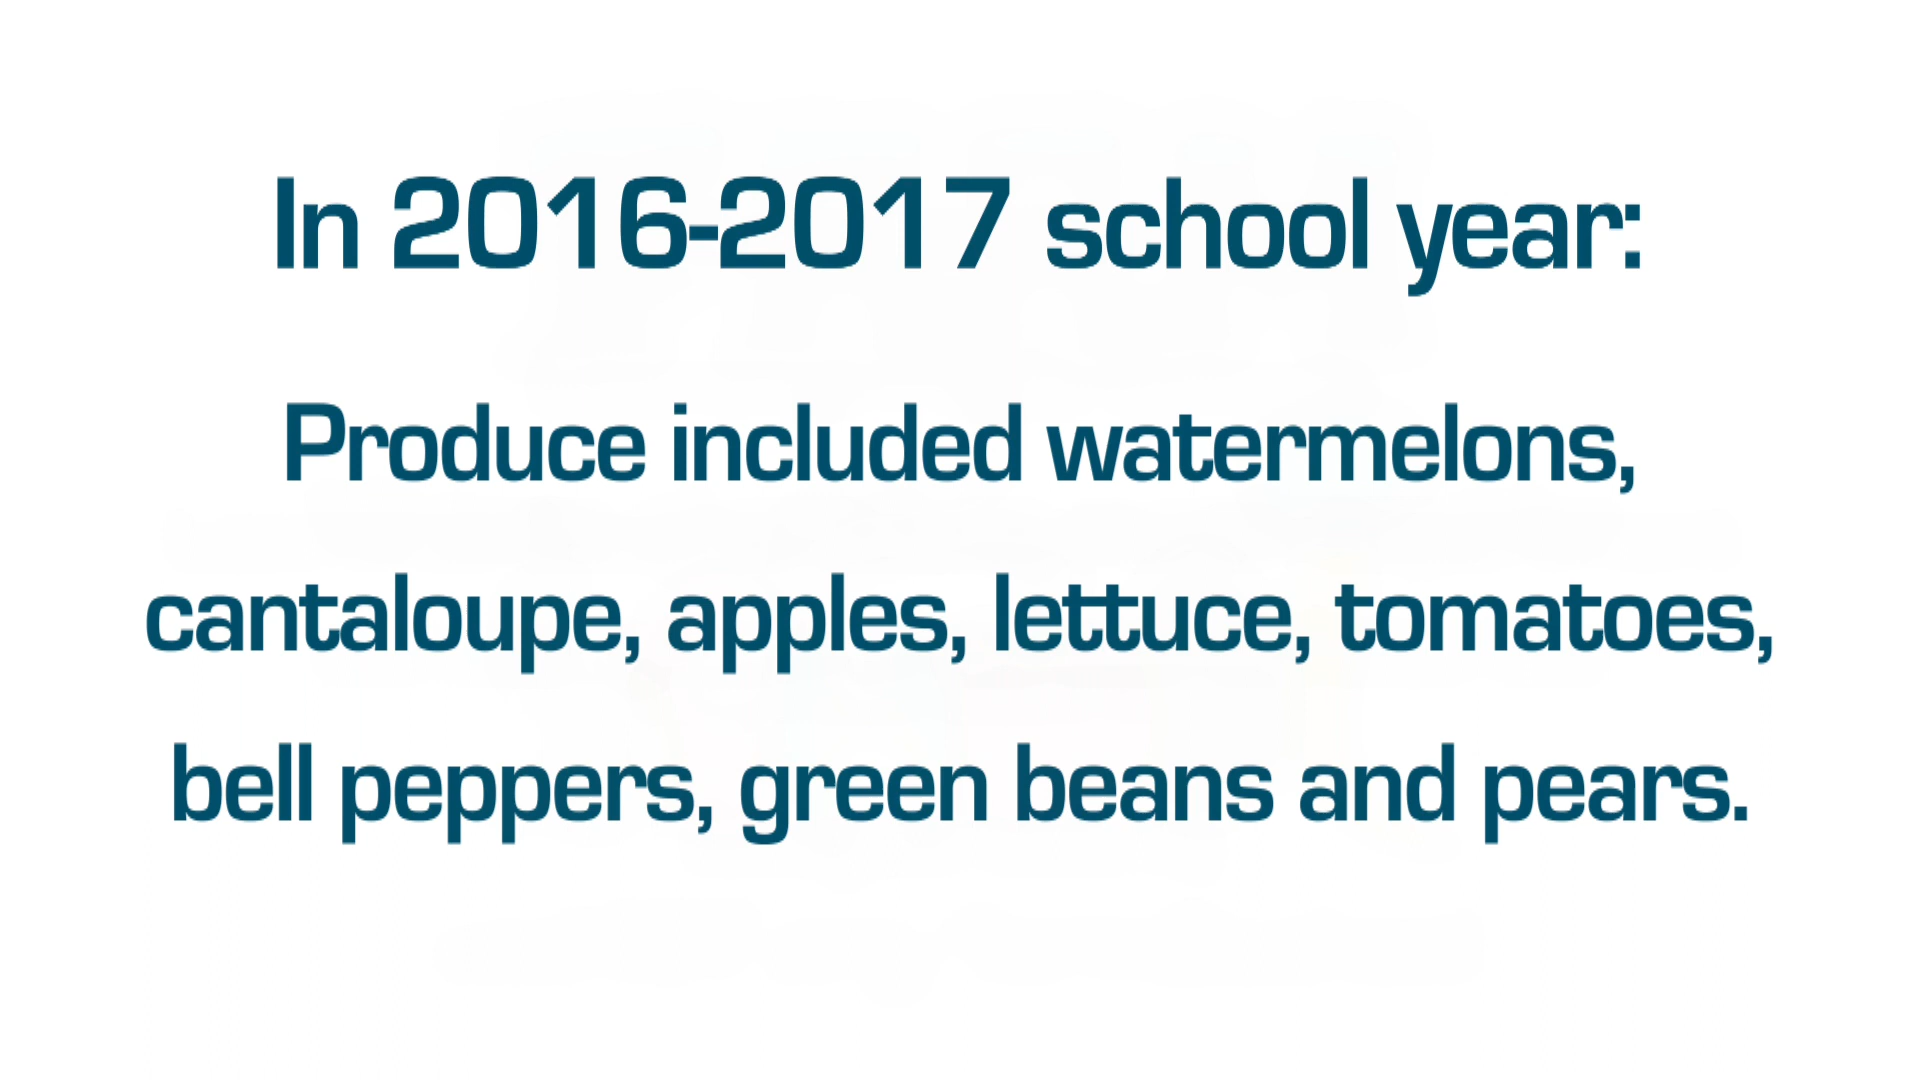 In 2016-2017 school year:
Produce included watermelons,
cantaloupe, apples, lettuce, tomatoes,
bell peppers, green beans and pears.